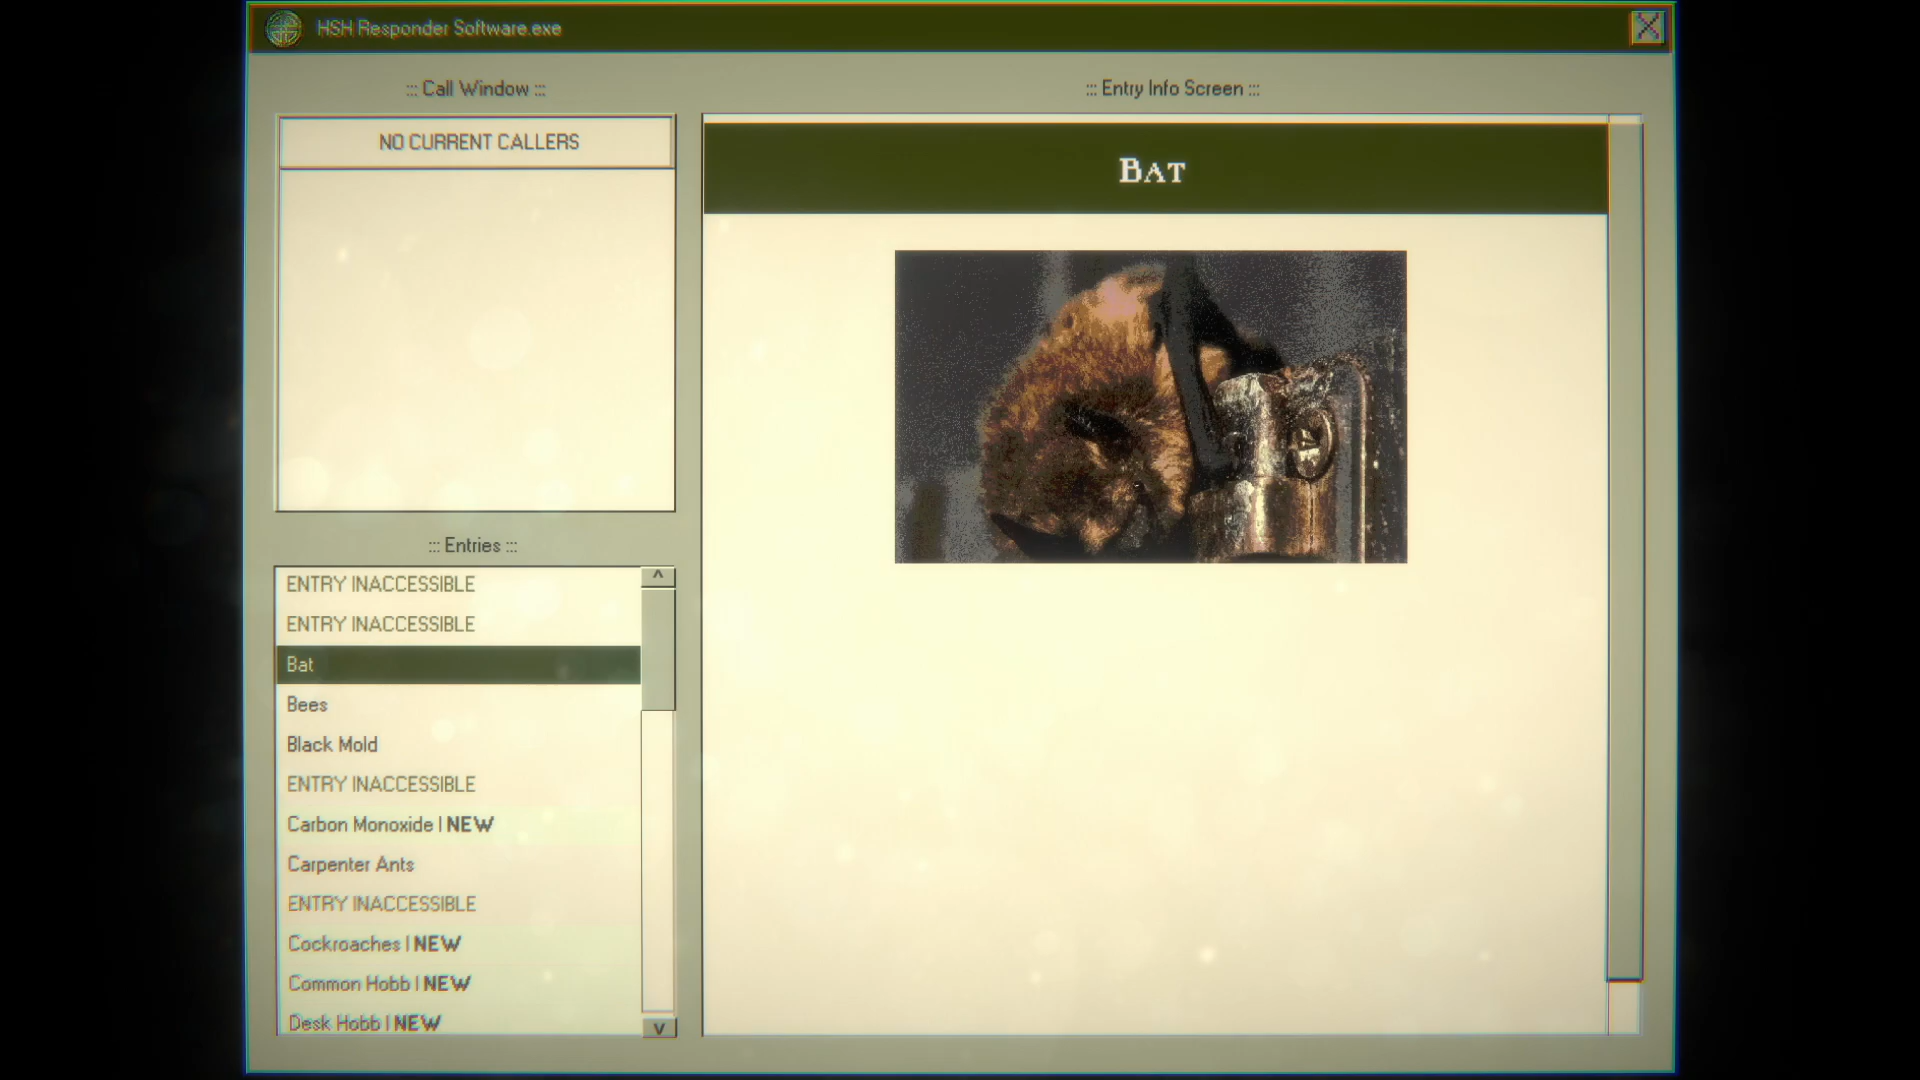 HSH Responder Software.exe
::: Call Window :::
NO CURRENT CALLERS
::: Entries :::
ENTRY INACCESSIBLE
ENTRY INACCESSIBLE
Bat
Bees
Black Mold
ENTRY INACCESSIBLE
Carbon Monoxide | NEW
Carpenter Ants
ENTRY INACCESSIBLE
Cockroaches | NEW
Common Hobb | NEW
Desk Hobb | NEW
::: Entry Info Screen :::
BAT